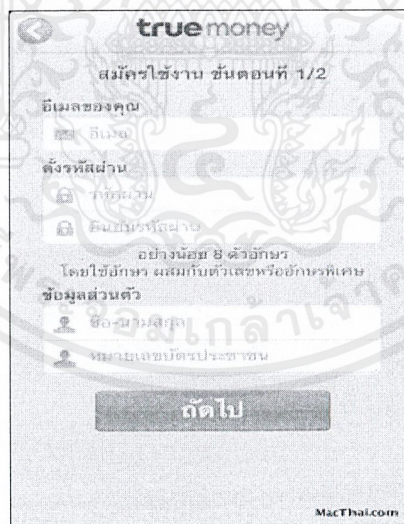 truemoney
สมัครใช้งาน ขั้นตอนที่ 1/2
อีเมลของคุณ
อีเมล
ตั้งรหัสผ่าน
รหัสผ่าน
ยืนยันรหัสผ่าน
อย่างน้อย 8 ตัวอักษร
โดยใช้อักษร ผสมกับตัวเลขหรืออักษรพิเศษ
ข้อมูลส่วนตัว
ชื่อ-นามสกุล
หมายเลขบัตรประชาชน
ถัดไป
MacThai.com